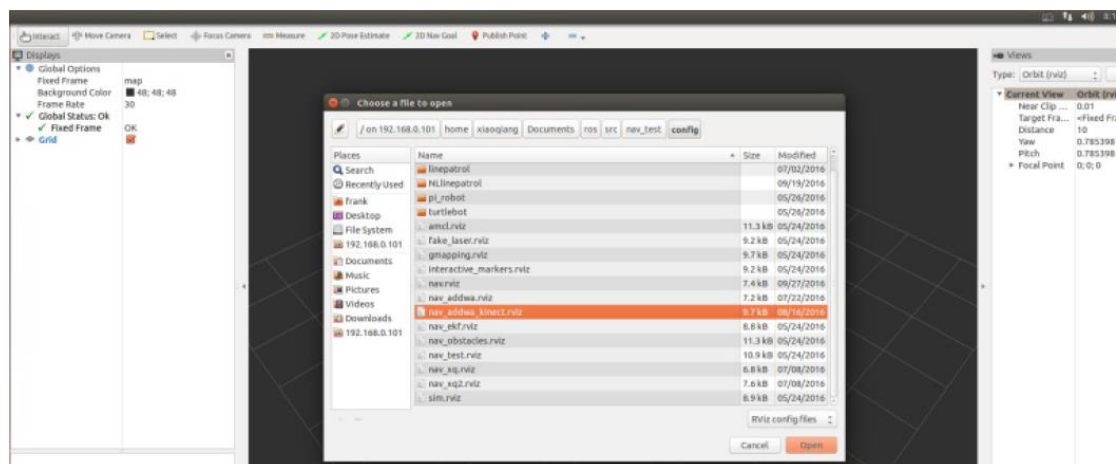 Interact Move Camera Select Focus Camera Measure 2D Pose Estimate 2D Nav Goal Publish Point
Displays
Global Options
Fixed Frame map
Background Color 48; 48; 48
Frame Rate 30
Global Status: Ok
Fixed Frame OK
Grid
Choose a file to open
/ on 192.168.0.101 home xiaoqiang Documents ros src nav_test config
Places
Search
Recently Used
frank
Desktop
File System
192.168.0.101
Documents
Music
Pictures
Videos
Downloads
192.168.0.101
Name Size Modified
linepatrol 07/02/2016
NLlinepatrol 09/19/2016
pi_robot 05/26/2016
turtlebot 05/26/2016
amcl.rviz 11.3 kB 05/24/2016
fake_laser.rviz 9.2 kB 05/24/2016
gmapping.rviz 9.7 kB 05/24/2016
interactive_markers.rviz 9.2 kB 05/24/2016
nav.rviz 7.4 kB 09/27/2016
nav_addwa.rviz 7.2 kB 07/22/2016
nav_addwa_kinect.rviz 9.7 kB 08/16/2016
nav_ekf.rviz 8.8 kB 05/24/2016
nav_obstacles.rviz 11.3 kB 05/24/2016
nav_test.rviz 10.9 kB 05/24/2016
nav_xq.rviz 6.8 kB 07/08/2016
nav_xq2.rviz 7.6 kB 07/08/2016
sim.rviz 8.9 kB 05/24/2016
RViz config files
Cancel Open
Views
Type: Orbit (rviz)
Current View Orbit (rvi
Near Clip ... 0.01
Target Fra... <Fixed Fra
Distance 10
Yaw 0.785398
Pitch 0.785398
Focal Point 0; 0; 0